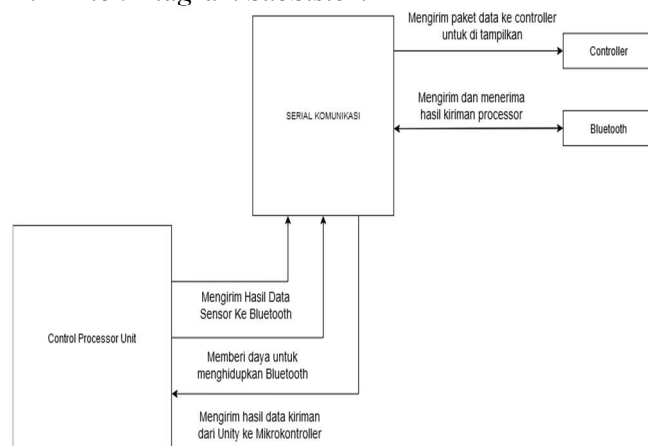 Mengirim paket data ke controller
untuk di tampilkan
Controller
SERIAL KOMUNIKASI
Mengirim dan menerima
hasil kiriman processor
Bluetooth
Control Processor Unit
Mengirim Hasil Data
Sensor Ke Bluetooth
Memberi daya untuk
menghidupkan Bluetooth
Mengirim hasil data kiriman
dari Unity ke Mikrokontroller